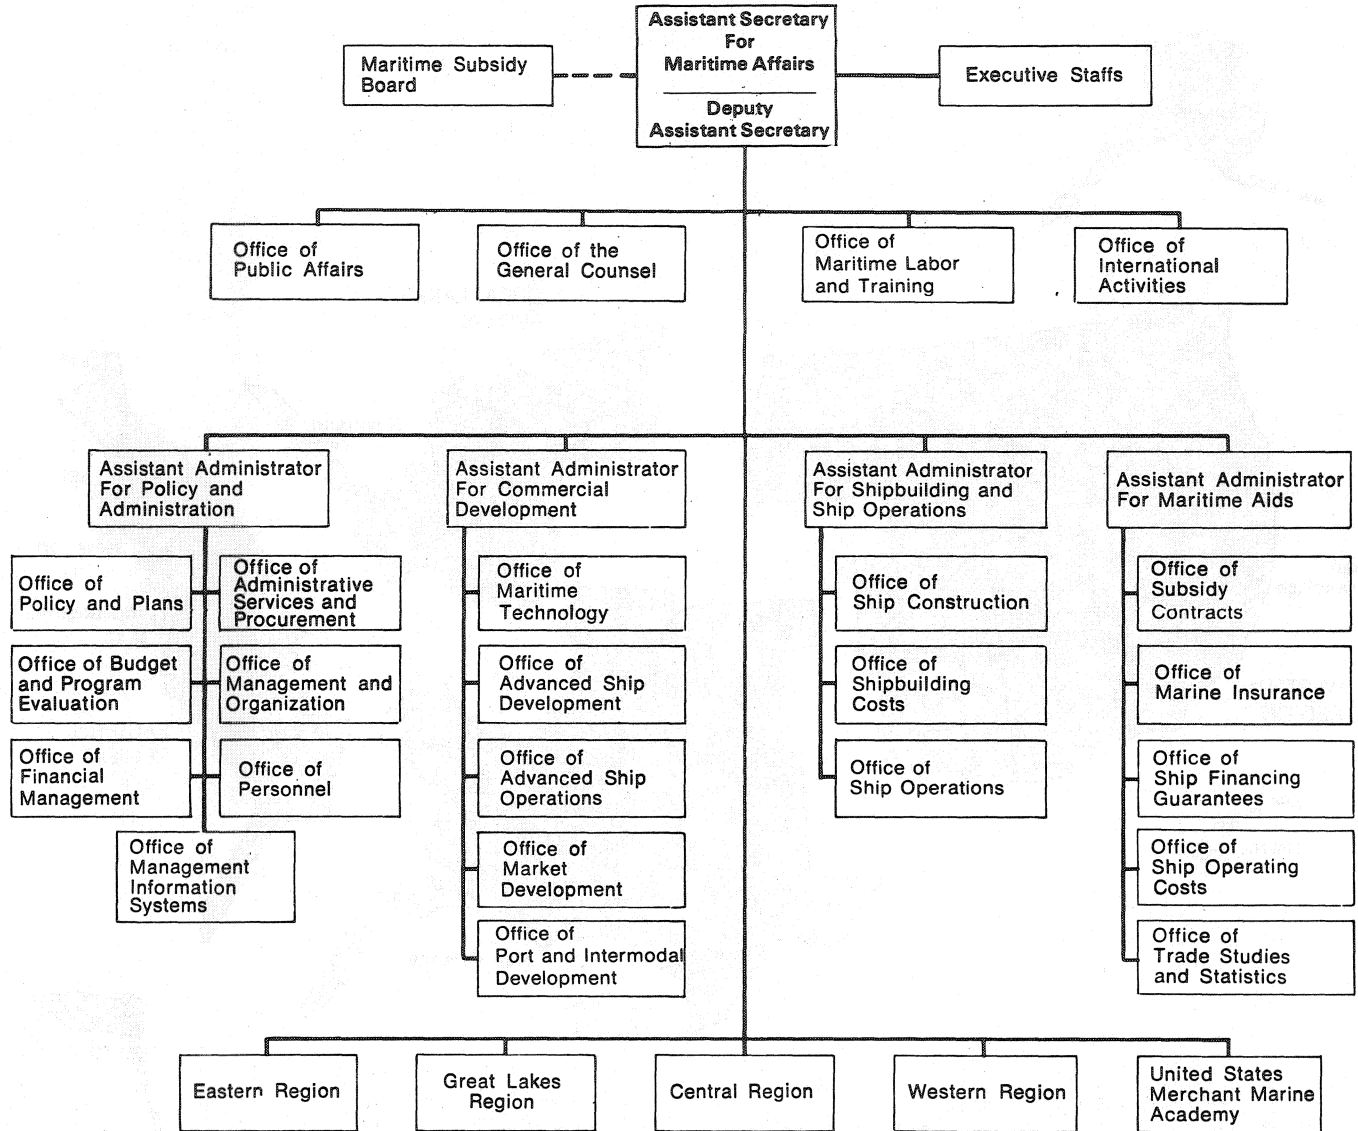 Assistant Secretary
For
Maritime Affairs
Deputy
Assistant Secretary
Maritime Subsidy
Board
Executive Staffs
Office of
Public Affairs
Office of the
General Counsel
Office of
Maritime Labor
and Training
Office of
International
Activities
Assistant Administrator
For Policy and
Administration
Assistant Administrator
For Commercial
Development
Assistant Administrator
For Shipbuilding and
Ship Operations
Assistant Administrator
For Maritime Aids
Office of
Policy and Plans
Office of
Administrative
Services and
Procurement
Office of Budget
and Program
Evaluation
Office of
Management and
Organization
Office of
Financial
Management
Office of
Personnel
Office of
Management
Information
Systems
Office of
Maritime
Technology
Office of
Advanced Ship
Development
Office of
Advanced Ship
Operations
Office of
Market
Development
Office of
Port and Intermodal
Development
Office of
Ship Construction
Office of
Shipbuilding
Costs
Office of
Ship Operations
Office of
Subsidy
Contracts
Office of
Marine Insurance
Office of
Ship Financing
Guarantees
Office of
Ship Operating
Costs
Office of
Trade Studies
and Statistics
Eastern Region
Great Lakes
Region
Central Region
Western Region
United States
Merchant Marine
Academy